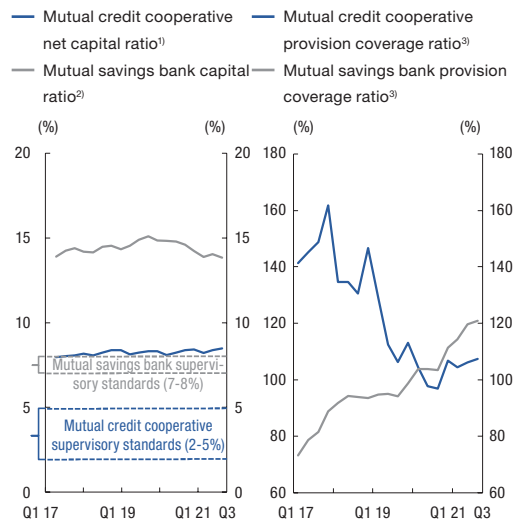 Mutual credit cooperative
net capital ratio1)
Mutual savings bank capital
ratio2)
Mutual credit cooperative
provision coverage ratio3)
Mutual savings bank provision
coverage ratio3)
(%) (%)
20 20
15 15
10 10
5 5
0 0
Mutual savings bank supervi-
sory standards (7-8%)
Mutual credit cooperative
supervisory standards (2-5%)
Q1 17 Q1 19 Q1 21 Q3
(%) (%)
180 180
160 160
140 140
120 120
100 100
80 80
60 60
Q1 17 Q1 19 Q1 21 Q3